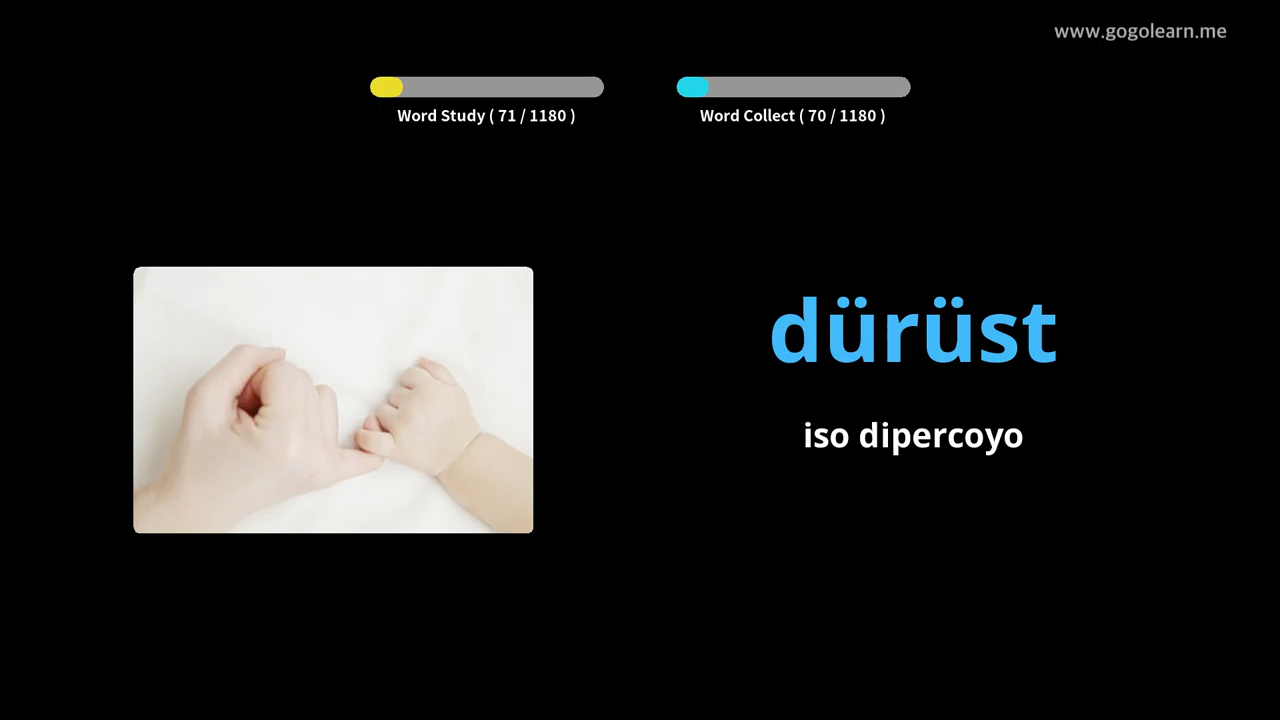 www.gogolearn.me
Word Study ( 71 / 1180 )
Word Collect ( 70 / 1180 )
dürüst
iso dipercoyo